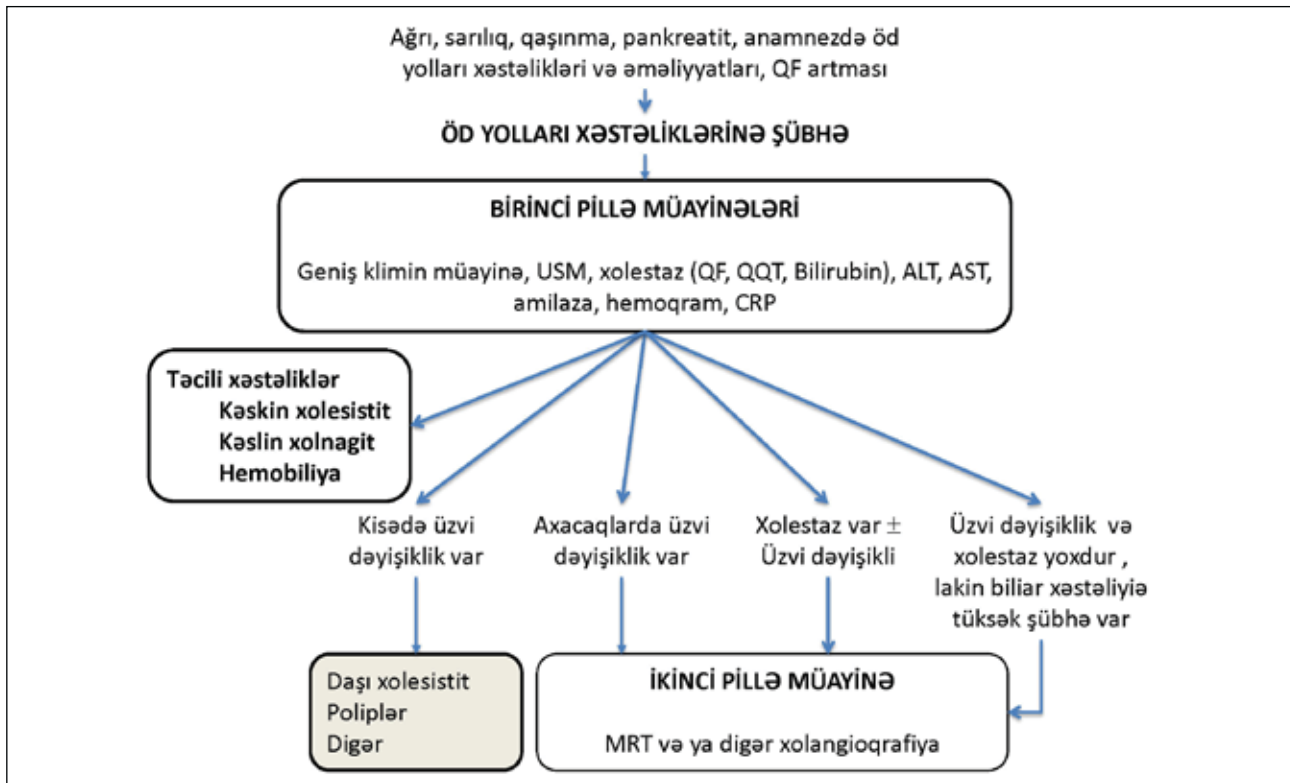 Ağrı, sarılıq, qaşınma, pankreatit, anamnezdə öd
yolları xəstəlikləri və əməliyyatları, QF artması
ÖD YOLLARI XƏSTƏLİKLƏRİNƏ ŞÜBHƏ
BİRİNCİ PİLLƏ MÜAYİNƏLƏRİ
Geniş klimin müayinə, USM, xolestaz (QF, QQT, Bilirubin), ALT, AST,
amilaza, hemoqram, CRP
Təcili xəstəliklər
Kəskin xolesistit
Kəslin xolnagit
Hemobiliya
Kisədə üzvi
dəyişiklik var
Axacaqlarda üzvi
dəyişiklik var
Xolestaz var ±
Üzvi dəyişikli
Üzvi dəyişiklik və
xolestaz yoxdur ,
lakin biliar xəstəliyiə
tüksək şübhə var
Daşı xolesistit
Poliplər
Digər
İKİNCİ PİLLƏ MÜAYİNƏ
MRT və ya digər xolangioqrafiya